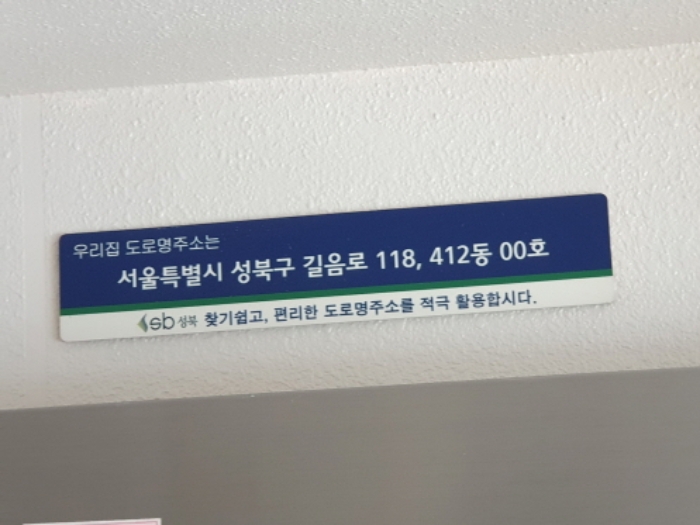 우리집 도로명주소는
서울특별시 성북구 길음로 118, 412동 00호
sb 성북 찾기쉽고, 편리한 도로명주소를 적극 활용합시다.